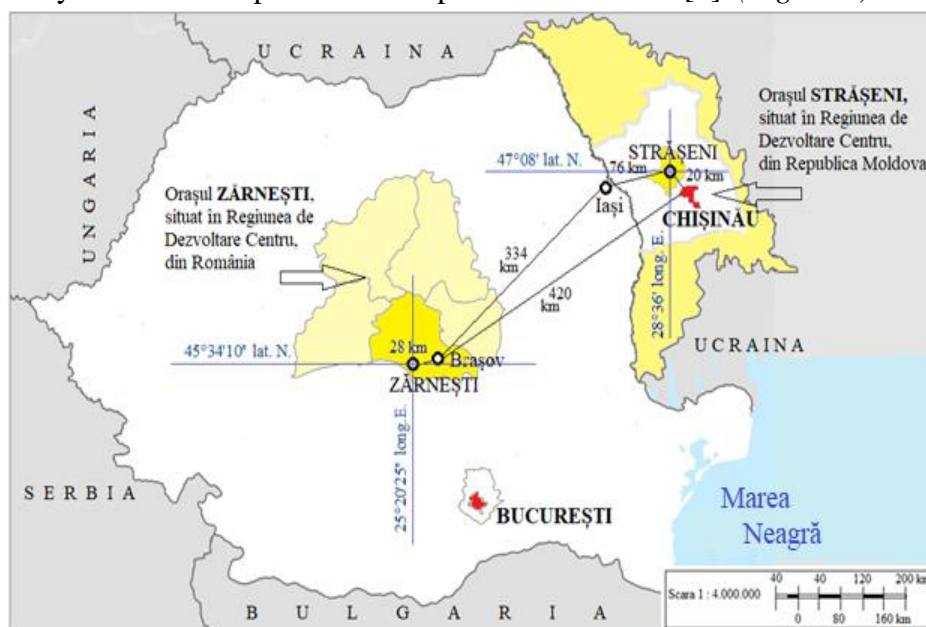 U C R A I N A
Orașul STRĂȘENI,
situat în Regiunea de
Dezvoltare Centru,
din Republica Moldova
47°08' lat. N.
STRĂȘENI
76 km
20 km
Iași
CHIȘINĂU
Orașul ZĂRNEȘTI,
situat în Regiunea de
Dezvoltare Centru,
din România
UNGARIA
334
km
420
km
28°36' long. E.
UCRAINA
45°34'10" lat. N.
28 km
Brașov
ZĂRNEȘTI
25°20'25" long.E.
SERBIA
BUCUREȘTI
Marea
Neagră
B U L G A R I A
40 40 120 200 km
Scara 1 : 4.000.000
0 80 160 km